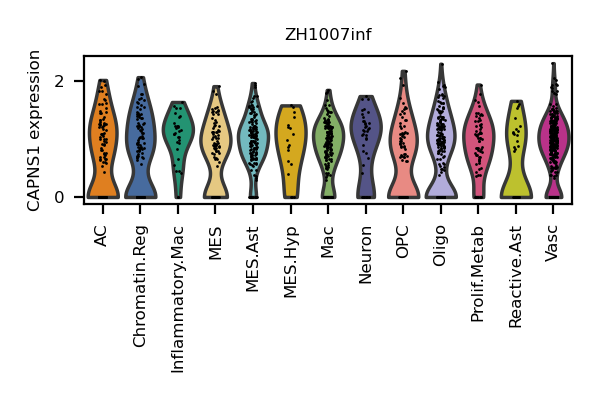 ZH1007inf
CAPNS1 expression
2
0
AC
Chromatin.Reg
Inflammatory.Mac
MES
MES.Ast
MES.Hyp
Mac
Neuron
OPC
Oligo
Prolif.Metab
Reactive.Ast
Vasc